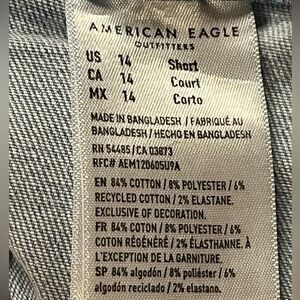 AMERICAN EAGLE
OUTFITTERS
US 14 Short
CA 14 Court
MX 14 Corto
MADE IN BANGLADESH / FABRIQUÉ AU
BANGLADESH / HECHO EN BANGLADESH
RN 54485/CA 03873
RFC# AEM120605U9A
EN 84% COTTON / 8% POLYESTER / 6%
RECYCLED COTTON / 2% ELASTANE.
EXCLUSIVE OF DECORATION.
FR 84% COTON / 8% POLYESTER / 6%
COTON RÉGÉNÉRÉ / 2% ÉLASTHANNE. À
L'EXCEPTION DE LA GARNITURE.
SP 84% algodón / 8% poliéster / 6%
algodón reciclado / 2% elastano.